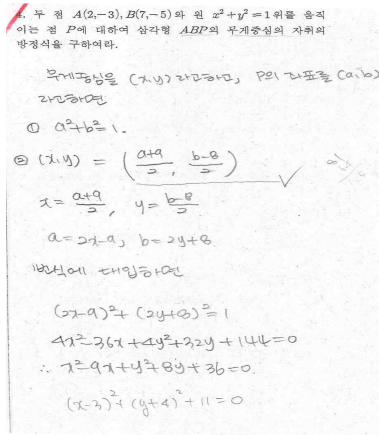 4. 두 점 A(2,-3), B(7,-5)와 원 x²+y²=1위를 움직
이는 점 P에 대하여 삼각형 ABP의 무게중심의 자취의
방정식을 구하여라.
무게중심을 (x,y)라고하고, P의 좌표를 (a,b)
라고하면
① a²+b²=1.
② (x,y) = (a+9/2, b-8/2)
x= a+9/2, y= b-8/2
a=2x-9, b=2y+8
1번식에 대입하면
(2x-9)²+(2y+8)²=1
4x²-36x+4y²+32y+144=0
∴ x²-9x+y²+8y+36=0.
(x-3)²+(y+4)²+11=0